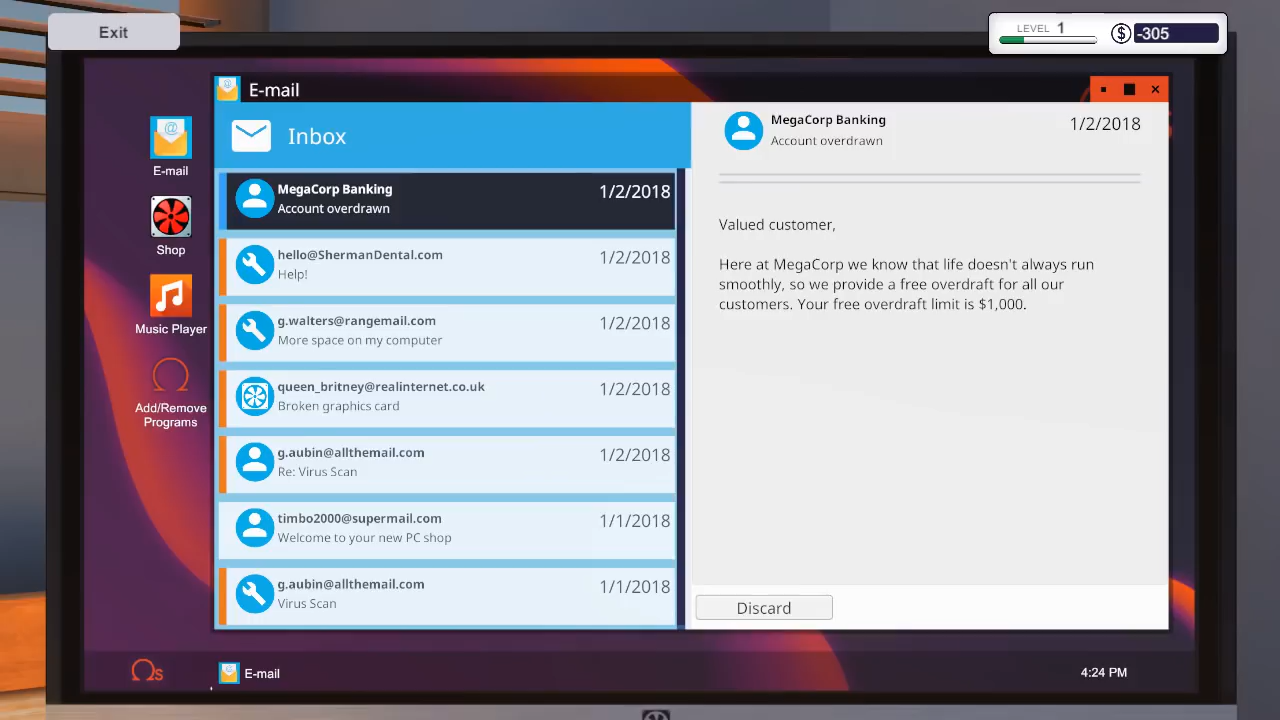 Exit
LEVEL 1
$ -305
E-mail
Inbox
MegaCorp Banking
Account overdrawn
1/2/2018
hello@ShermanDental.com
Help!
1/2/2018
g.walters@rangemail.com
More space on my computer
1/2/2018
queen_britney@realinternet.co.uk
Broken graphics card
1/2/2018
g.aubin@allthemail.com
Re: Virus Scan
1/2/2018
timbo2000@supermail.com
Welcome to your new PC shop
1/1/2018
g.aubin@allthemail.com
Virus Scan
1/1/2018
MegaCorp Banking
Account overdrawn
1/2/2018
Valued customer,
Here at MegaCorp we know that life doesn't always run
smoothly, so we provide a free overdraft for all our
customers. Your free overdraft limit is $1,000.
Discard
E-mail
Shop
Music Player
Add/Remove
Programs
Ωs
E-mail
4:24 PM